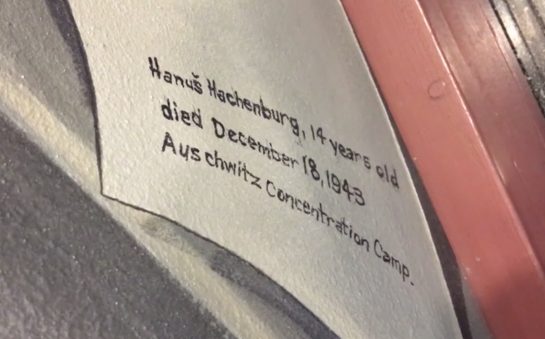 Hanuš Hachenburg, 14 years old
died December 18, 1943
Auschwitz Concentration Camp.